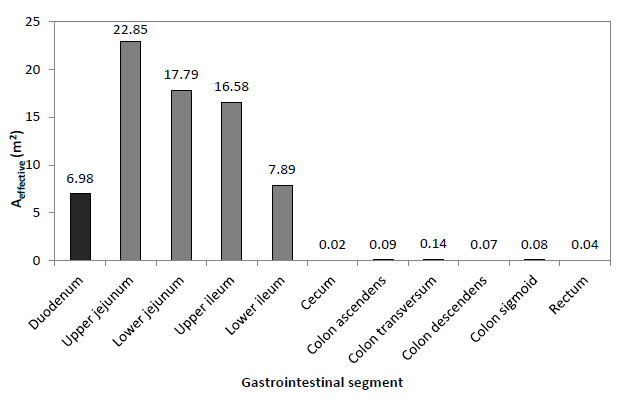 25
20
15
10
5
0
A effective (m²)
6.98
22.85
17.79
16.58
7.89
0.02
0.09
0.14
0.07
0.08
0.04
Duodenum
Upper jejunum
Lower jejunum
Upper ileum
Lower ileum
Cecum
Colon ascendens
Colon transversum
Colon descendens
Colon sigmoid
Rectum
Gastrointestinal segment